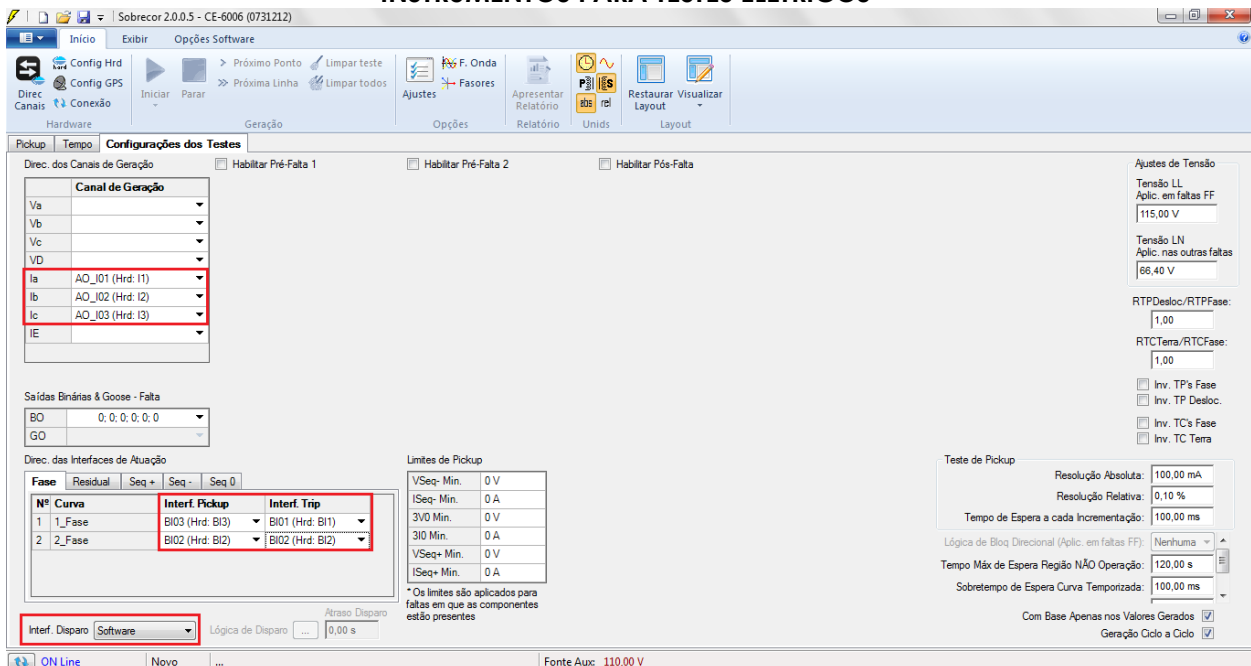 INSTRUMENTOS PARA TESTES ELÉTRICOS
Sobrecor 2.0.0.5 - CE-6006 (0731212)
Início Exibir Opções Software
Direc Canais
Config Hrd
Config GPS
Conexão
Hardware
Iniciar
Parar
> Próximo Ponto
>> Próxima Linha
Limpar teste
Limpar todos
Geração
Ajustes
F. Onda
Fasores
Opções
Apresentar Relatório
Relatório
abs rel
Unids
Restaurar Layout
Visualizar
Layout
Pickup Tempo Configurações dos Testes
Direc. dos Canais de Geração
Habilitar Pré-Falta 1
Habilitar Pré-Falta 2
Habilitar Pós-Falta
Canal de Geração
Va
Vb
Vc
VD
Ia AO_I01 (Hrd: I1)
Ib AO_I02 (Hrd: I2)
Ic AO_I03 (Hrd: I3)
IE
Ajustes de Tensão
Tensão LL
Aplic. em faltas FF
115,00 V
Tensão LN
Aplic. nas outras faltas
66,40 V
RTPDesloc/RTPFase:
1,00
RTCTerra/RTCFase:
1,00
Inv. TP's Fase
Inv. TP Desloc.
Inv. TC's Fase
Inv. TC Terra
Saídas Binárias & Goose - Falta
BO 0; 0; 0; 0; 0; 0
GO
Direc. das Interfaces de Atuação
Fase Residual Seq + Seq - Seq 0
Nº Curva Interf. Pickup Interf. Trip
1 1_Fase BI03 (Hrd: BI3) BI01 (Hrd: BI1)
2 2_Fase BI02 (Hrd: BI2) BI02 (Hrd: BI2)
Interf. Disparo Software
Lógica de Disparo ...
Atraso Disparo
0,00 s
Limites de Pickup
VSeq- Min. 0 V
ISeq- Min. 0 A
3V0 Min. 0 V
3I0 Min. 0 A
VSeq+ Min. 0 V
ISeq+ Min. 0 A
* Os limites são aplicados para
faltas em que as componentes
estão presentes
Teste de Pickup
Resolução Absoluta: 100,00 mA
Resolução Relativa: 0,10 %
Tempo de Espera a cada Incrementação: 100,00 ms
Lógica de Bloq Direcional (Aplic. em faltas FF): Nenhuma
Tempo Máx de Espera Região NÃO Operação: 120,00 s
Sobretempo de Espera Curva Temporizada: 100,00 ms
Com Base Apenas nos Valores Gerados
Geração Ciclo a Ciclo
ON Line Novo ... Fonte Aux: 110.00 V